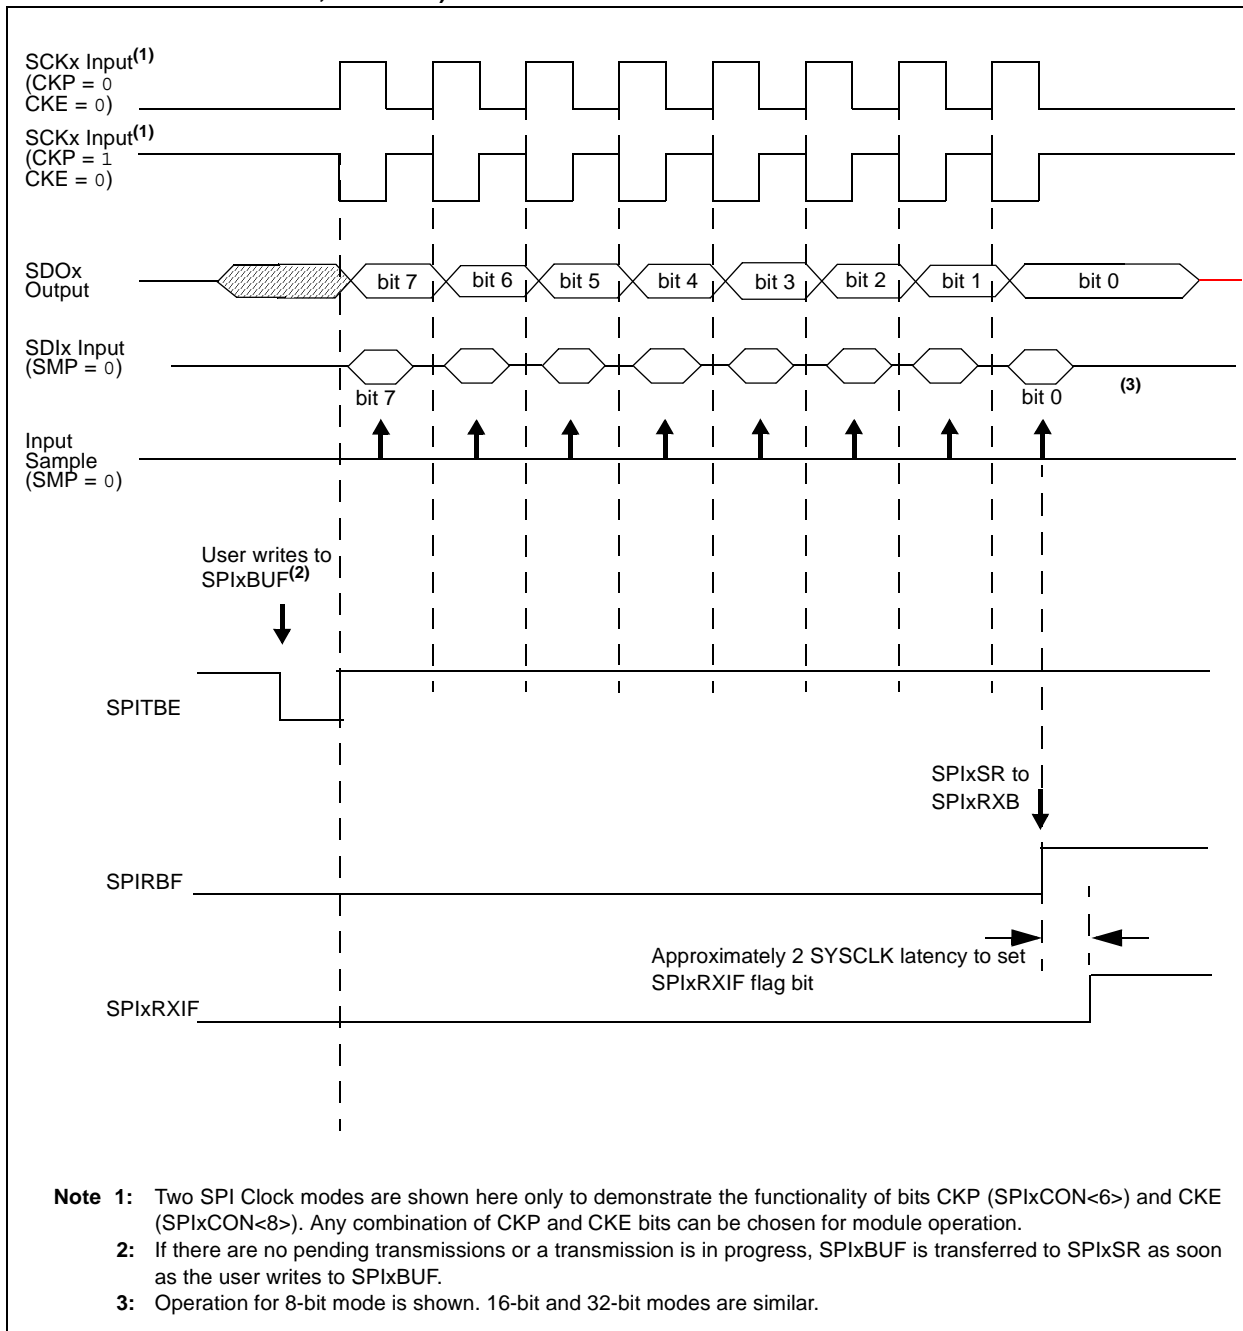 SCKx Input(1)
(CKP = 0
CKE = 0)
SCKx Input(1)
(CKP = 1
CKE = 0)
SDOx
Output
bit 7 bit 6 bit 5 bit 4 bit 3 bit 2 bit 1 bit 0
SDIx Input
(SMP = 0)
bit 7 bit 0
(3)
Input
Sample
(SMP = 0)
User writes to
SPIxBUF(2)
SPITBE
SPIxSR to
SPIxRXB
SPIRBF
Approximately 2 SYSCLK latency to set
SPIxRXIF flag bit
SPIxRXIF
Note 1: Two SPI Clock modes are shown here only to demonstrate the functionality of bits CKP (SPIxCON<6>) and CKE
(SPIxCON<8>). Any combination of CKP and CKE bits can be chosen for module operation.
2: If there are no pending transmissions or a transmission is in progress, SPIxBUF is transferred to SPIxSR as soon
as the user writes to SPIxBUF.
3: Operation for 8-bit mode is shown. 16-bit and 32-bit modes are similar.